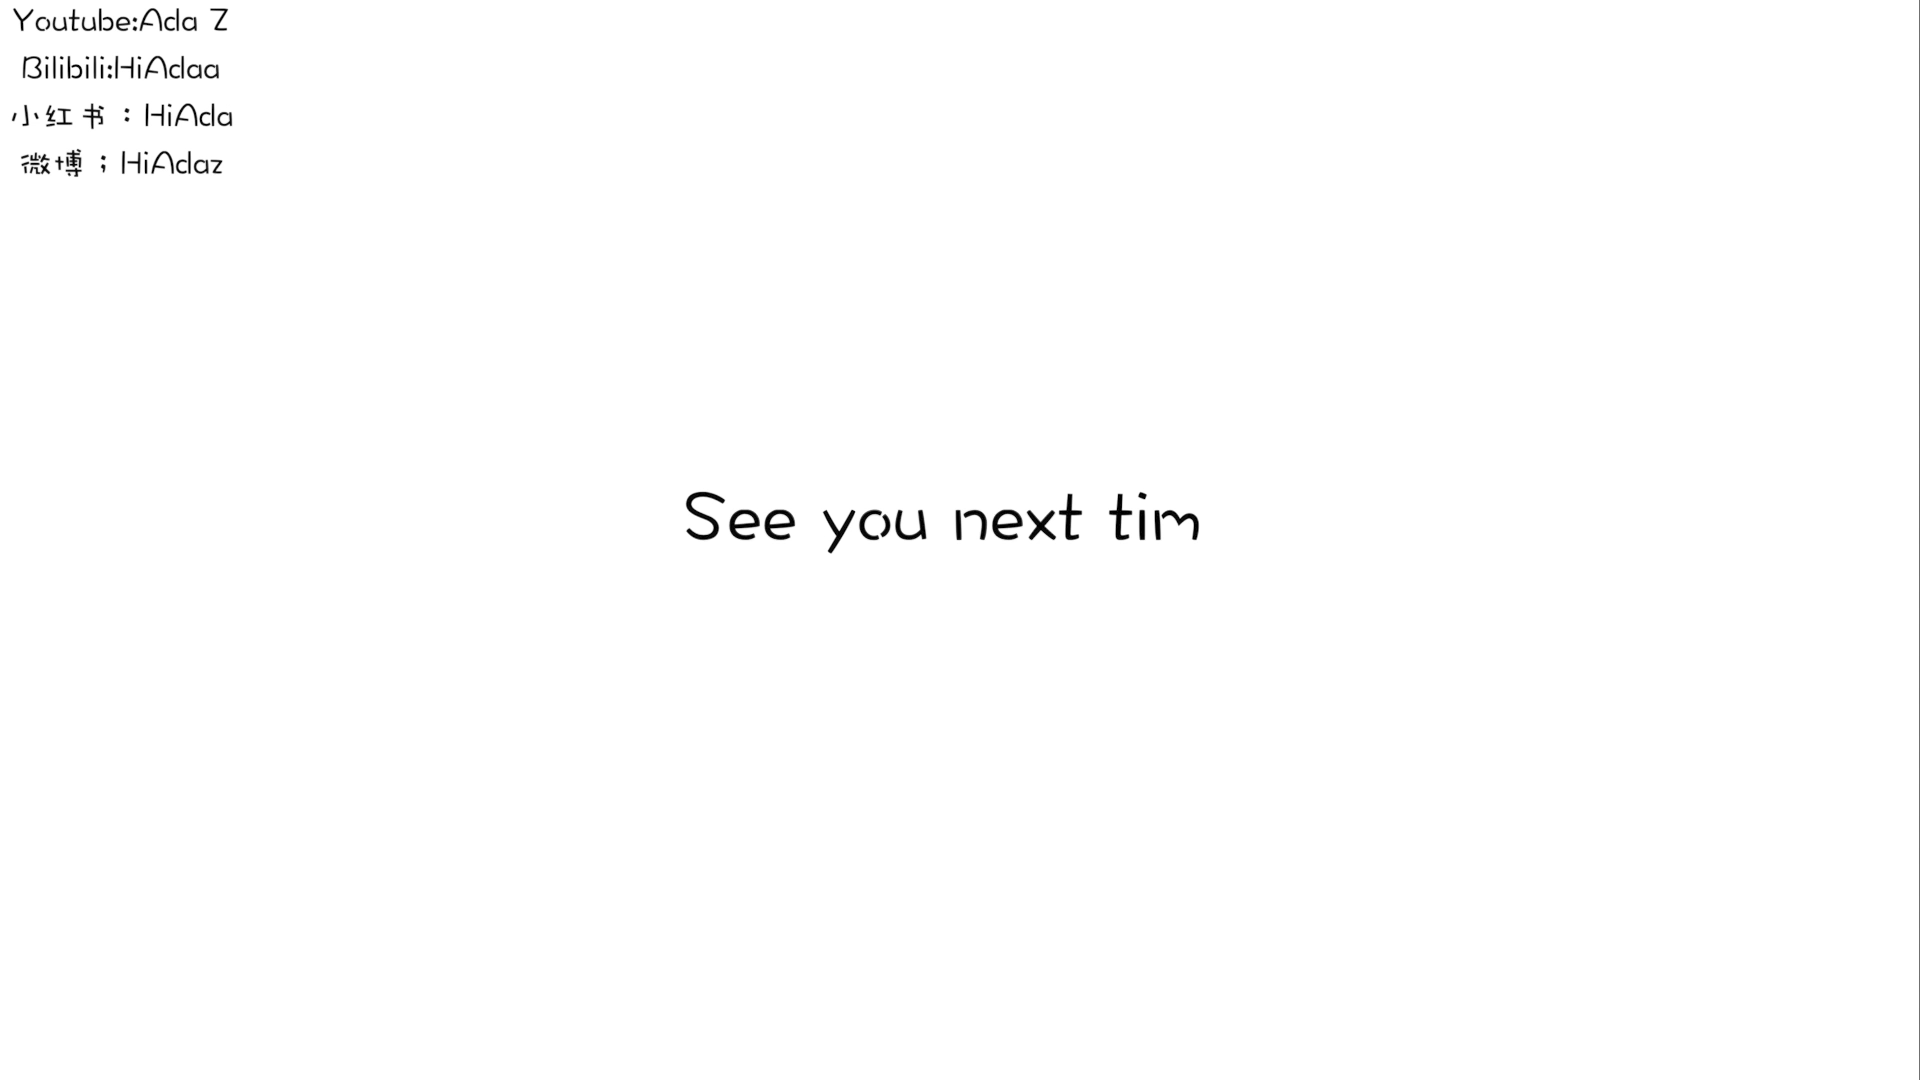 Youtube:Ada Z
Bilibili:HiAdaa
小红书：HiAda
微博；HiAdaz
See you next tim